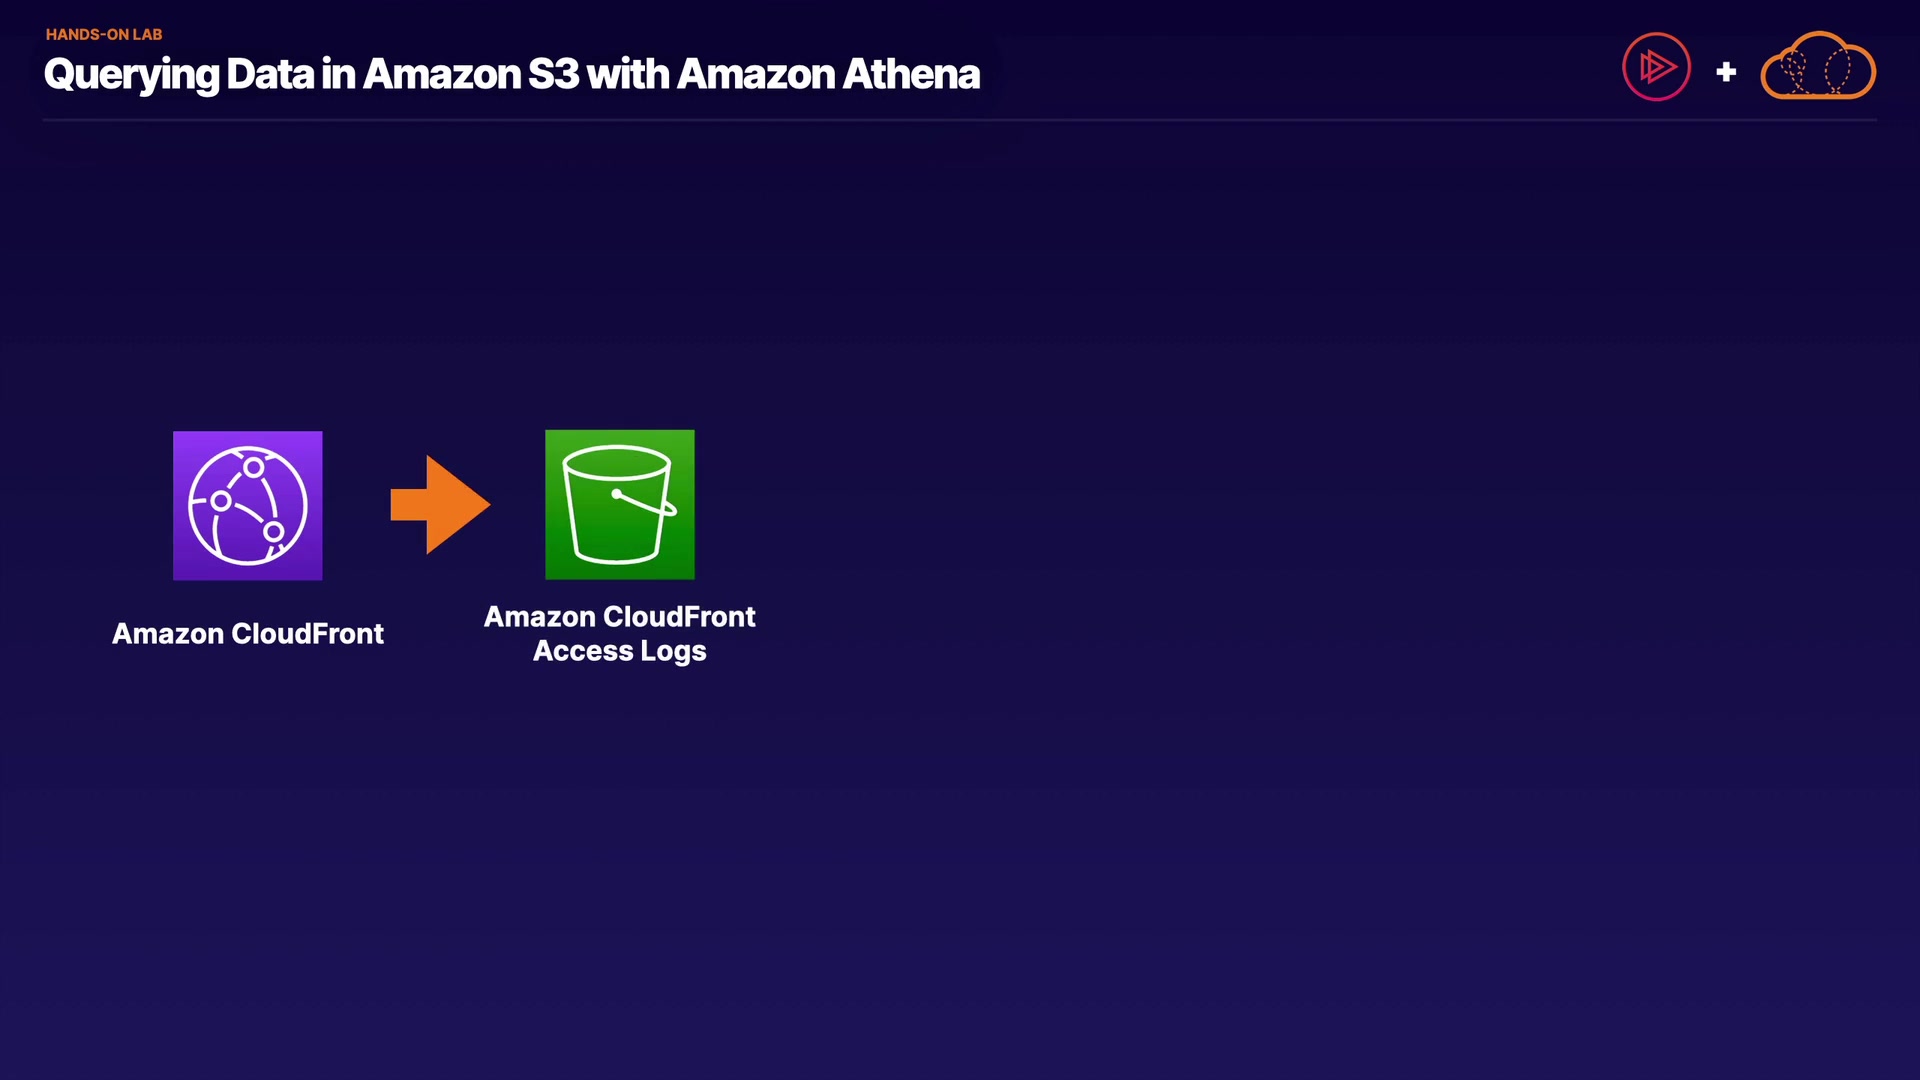 HANDS-ON LAB
Querying Data in Amazon S3 with Amazon Athena
+
Amazon CloudFront
Amazon CloudFront
Access Logs